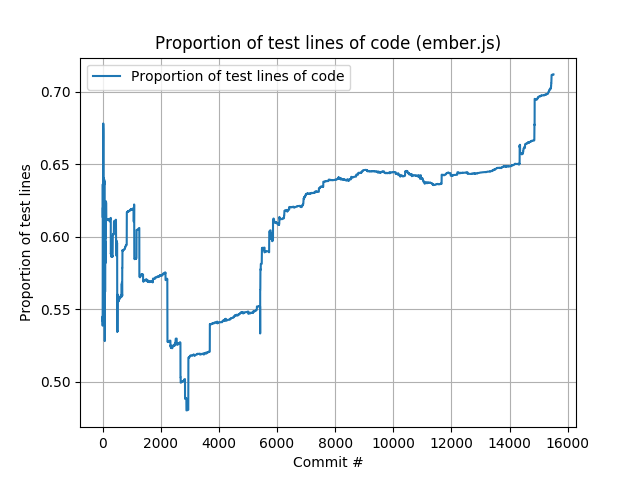 Proportion of test lines of code (ember.js)
Proportion of test lines of code
0.70
0.65
0.60
0.55
0.50
Proportion of test lines
0 2000 4000 6000 8000 10000 12000 14000 16000
Commit #